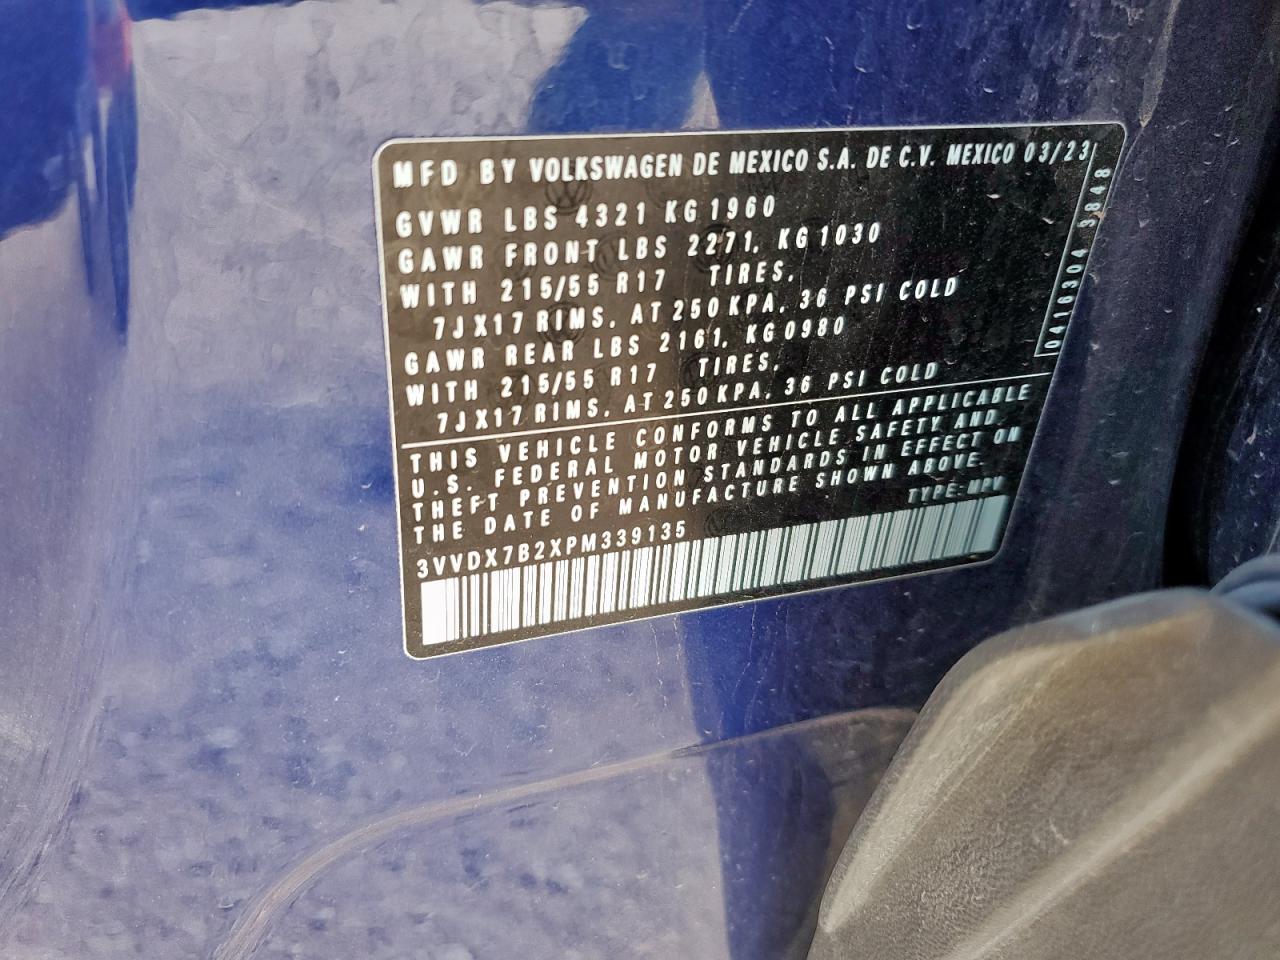 MFD BY VOLKSWAGEN DE MEXICO S.A. DE C.V. MEXICO 03/23
GVWR LBS 4321 KG 1960
GAWR FRONT LBS 2271, KG 1030
WITH 215/55 R17 TIRES,
7JX17 RIMS, AT 250 KPA, 36 PSI COLD
GAWR REAR LBS 2161, KG 0980
WITH 215/55 R17 TIRES,
7JX17 RIMS, AT 250 KPA, 36 PSI COLD
0416304 3848
THIS VEHICLE CONFORMS TO ALL APPLICABLE
U.S. FEDERAL MOTOR VEHICLE SAFETY AND
THEFT PREVENTION STANDARDS IN EFFECT ON
THE DATE OF MANUFACTURE SHOWN ABOVE.
TYPE: MPV
3VVDX7B2XPM339135